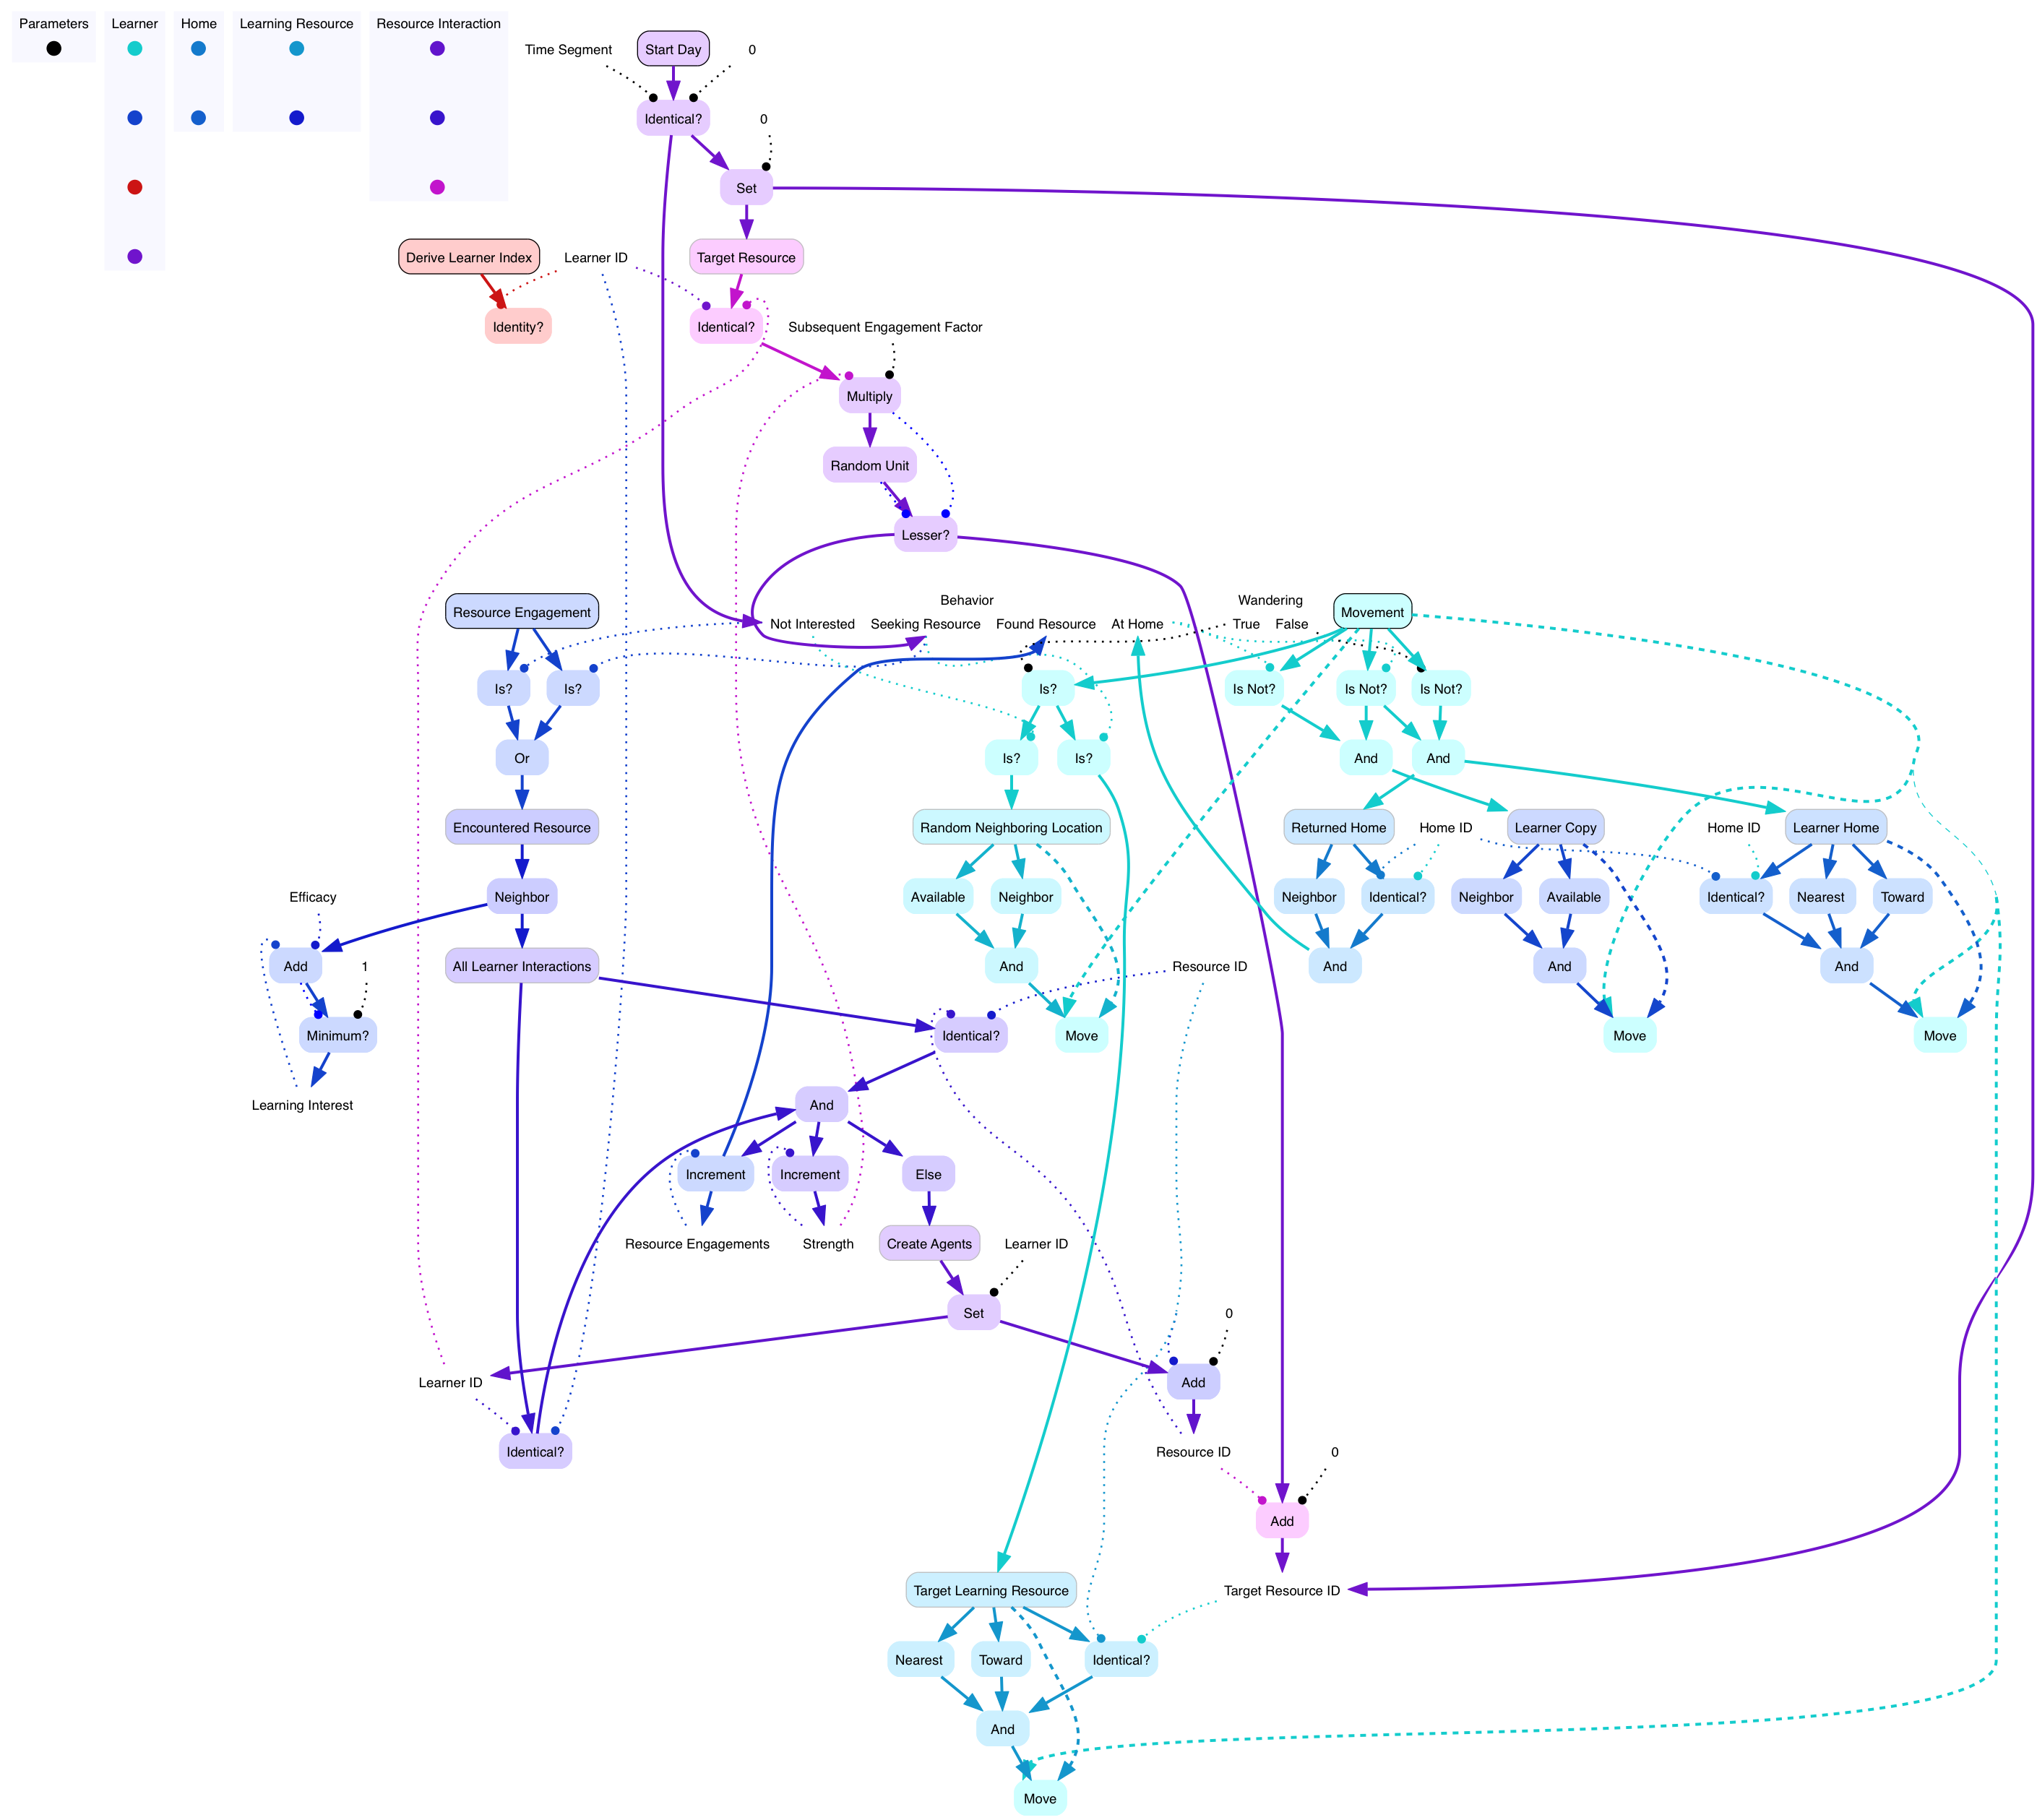 Parameters
Learner
Home
Learning Resource
Resource Interaction
Time Segment
Start Day
0
Identical?
0
Set
Derive Learner Index
Learner ID
Target Resource
Identity?
Identical?
Subsequent Engagement Factor
Multiply
Random Unit
Lesser?
Resource Engagement
Behavior
Wandering
Movement
Not Interested
Seeking Resource
Found Resource
At Home
True
False
Is?
Is?
Is?
Is Not?
Is Not?
Is Not?
Or
Is?
Is?
And
And
Encountered Resource
Random Neighboring Location
Returned Home
Home ID
Learner Copy
Home ID
Learner Home
Efficacy
Neighbor
Available
Neighbor
Neighbor
Identical?
Neighbor
Available
Identical?
Nearest
Toward
Add
1
All Learner Interactions
And
Resource ID
And
And
And
Minimum?
Identical?
Move
Move
Move
Learning Interest
And
Increment
Increment
Else
Resource Engagements
Strength
Create Agents
Learner ID
Set
0
Learner ID
Add
Identical?
Resource ID
0
Add
Target Learning Resource
Target Resource ID
Nearest
Toward
Identical?
And
Move